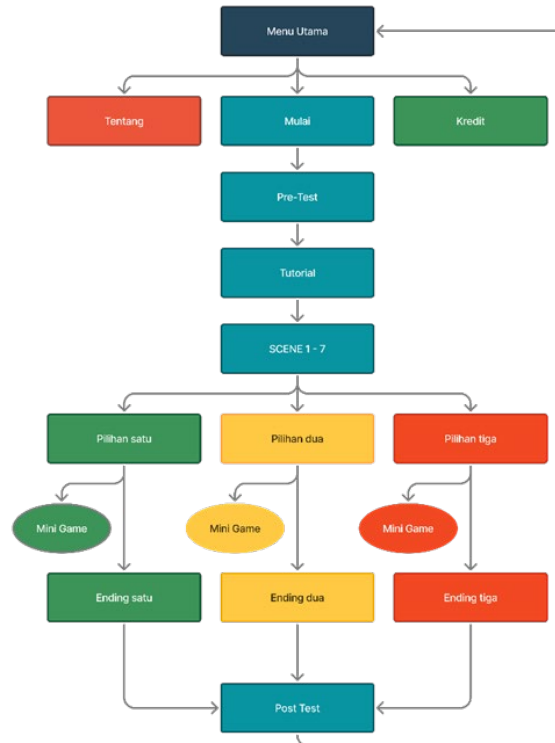 Menu Utama
Tentang
Mulai
Kredit
Pre-Test
Tutorial
SCENE 1 - 7
Pilihan satu
Pilihan dua
Pilihan tiga
Mini Game
Mini Game
Mini Game
Ending satu
Ending dua
Ending tiga
Post Test